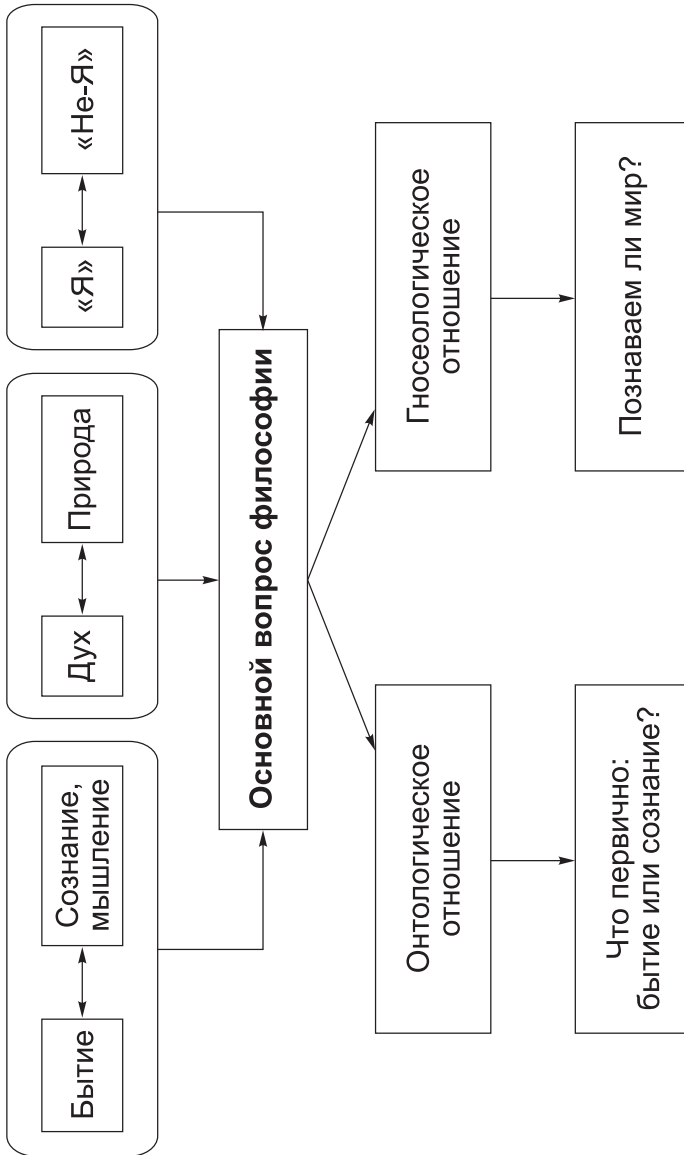 Бытие
Сознание,
мышление
Дух
Природа
«Я»
«Не-Я»
Основной вопрос философии
Онтологическое
отношение
Гносеологическое
отношение
Что первично:
бытие или сознание?
Познаваем ли мир?